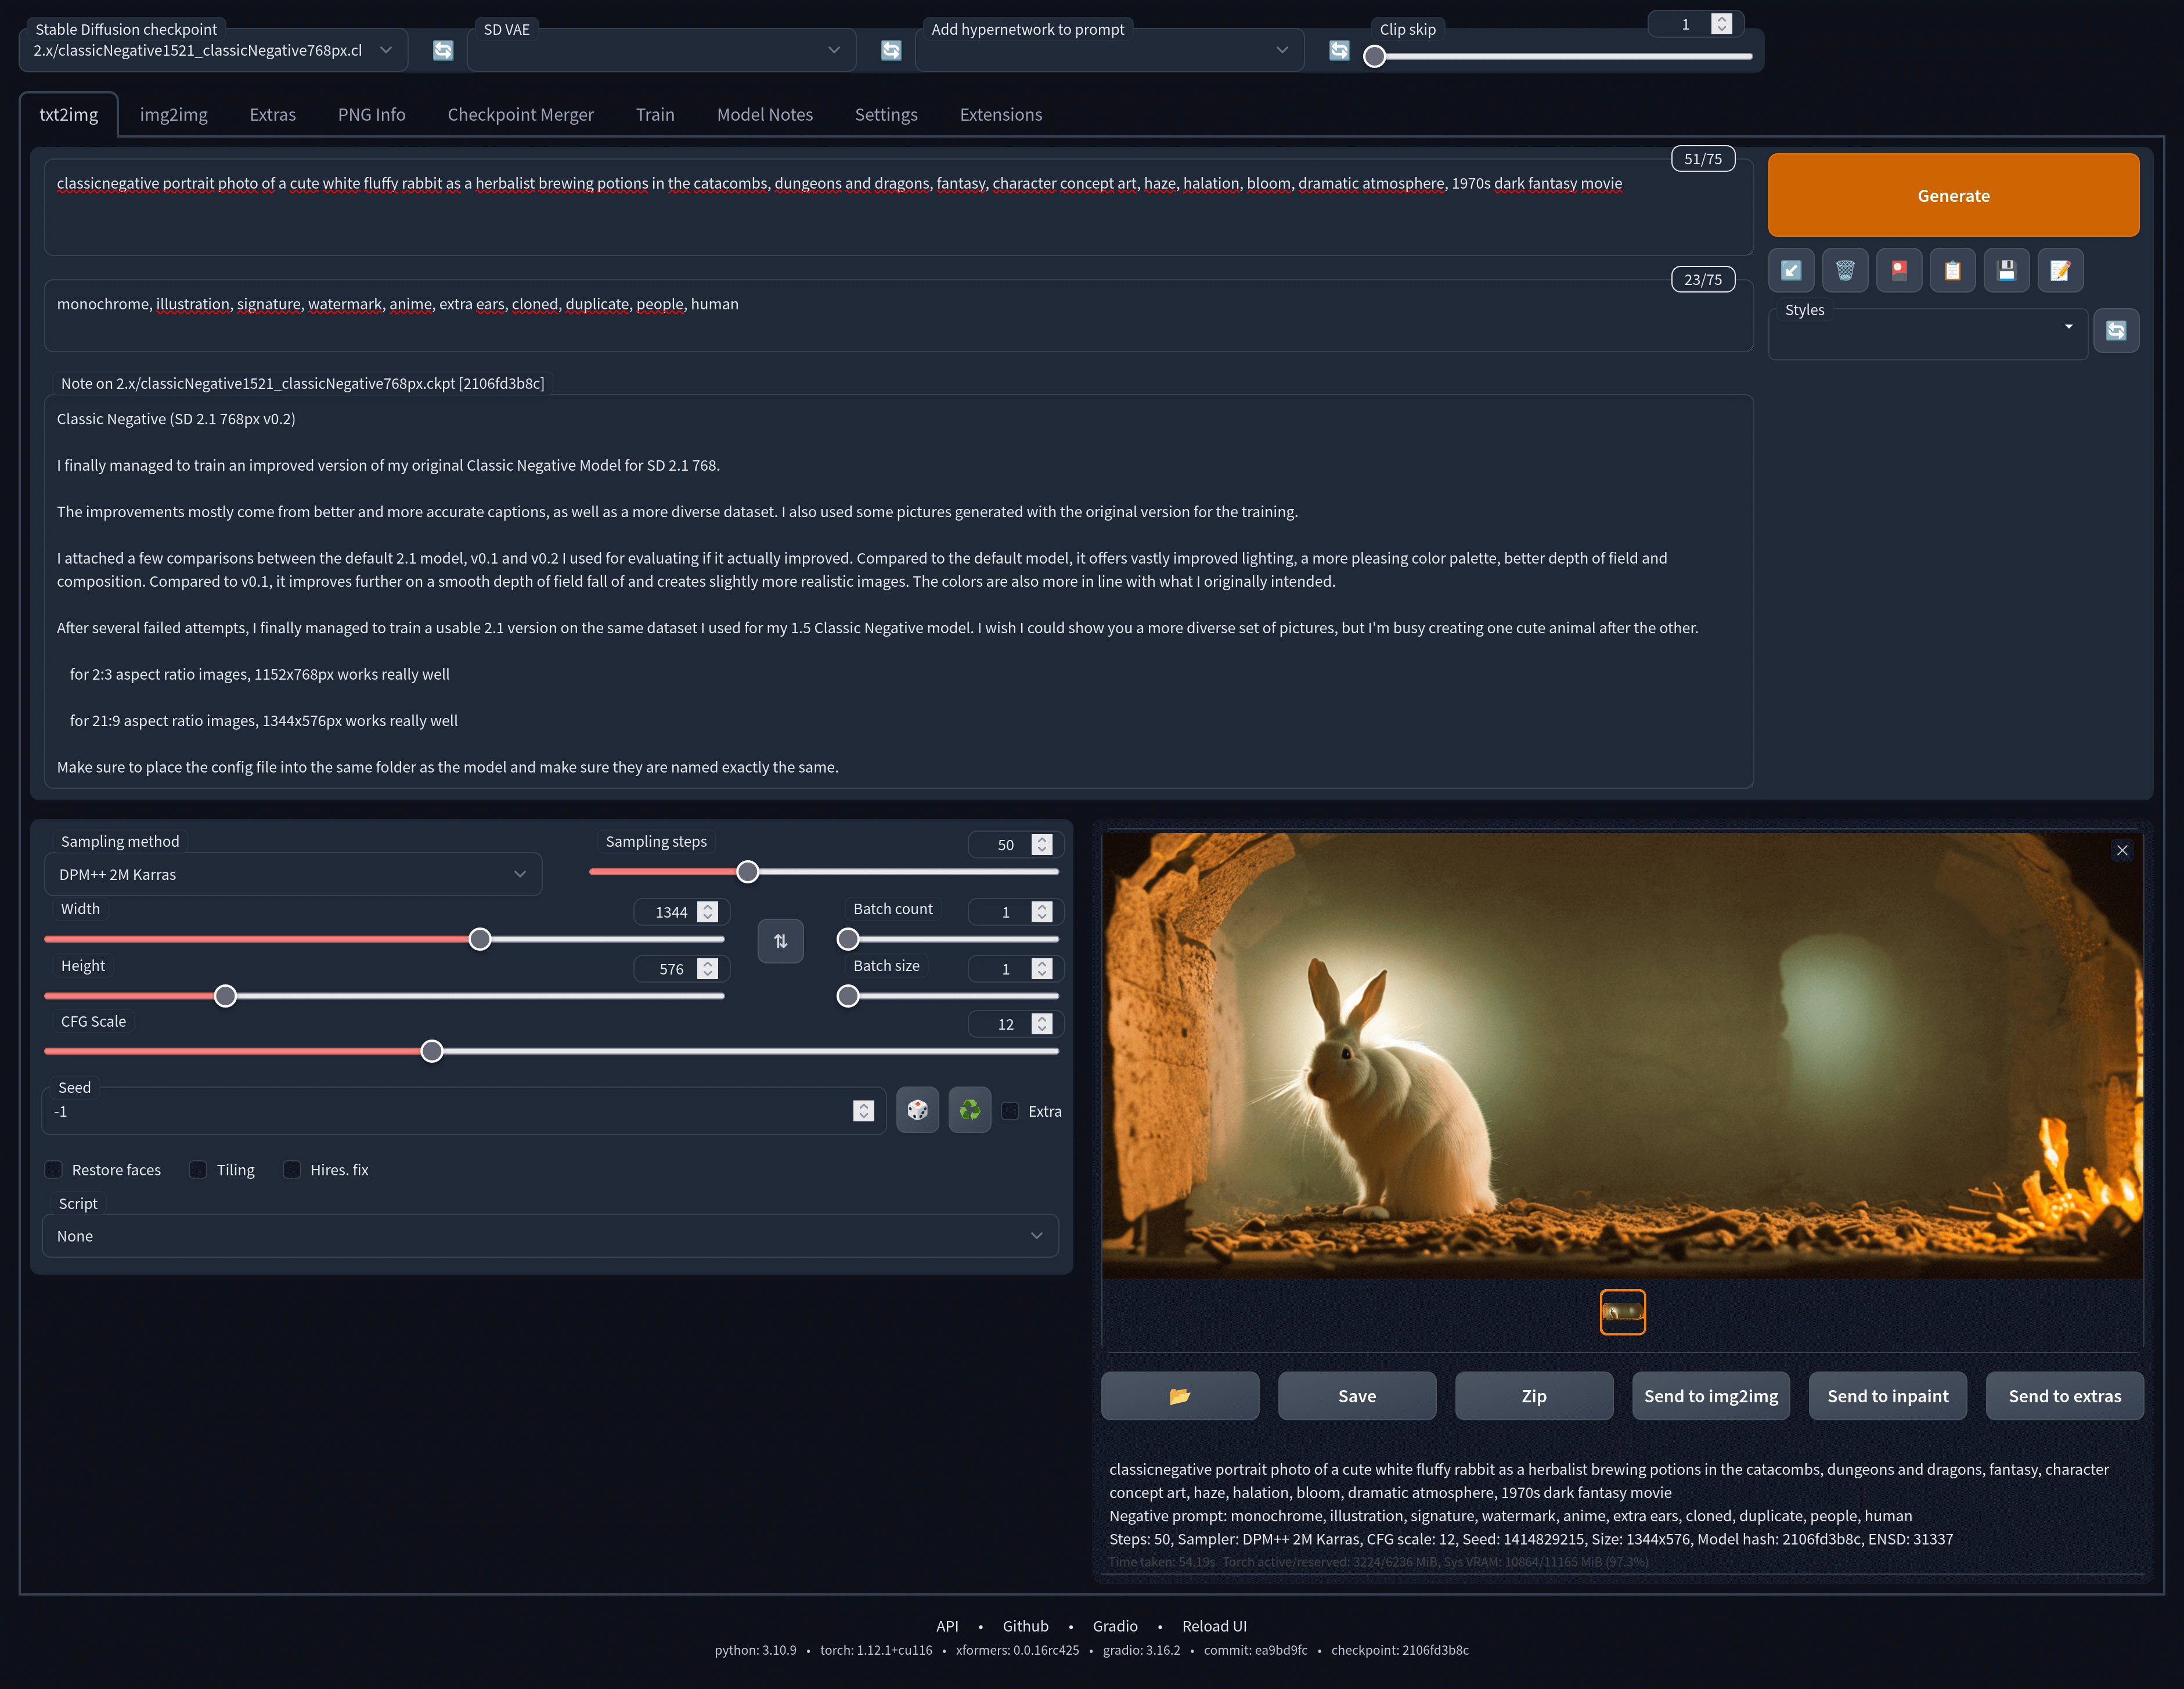 Stable Diffusion checkpoint
2.x/classicNegative1521_classicNegative768px.cl
SD VAE
Add hypernetwork to prompt
Clip skip
1
txt2img
img2img
Extras
PNG Info
Checkpoint Merger
Train
Model Notes
Settings
Extensions
51/75
classicnegative portrait photo of a cute white fluffy rabbit as a herbalist brewing potions in the catacombs, dungeons and dragons, fantasy, character concept art, haze, halation, bloom, dramatic atmosphere, 1970s dark fantasy movie
Generate
23/75
monochrome, illustration, signature, watermark, anime, extra ears, cloned, duplicate, people, human
Styles
Note on 2.x/classicNegative1521_classicNegative768px.ckpt [2106fd3b8c]
Classic Negative (SD 2.1 768px v0.2)
I finally managed to train an improved version of my original Classic Negative Model for SD 2.1 768.
The improvements mostly come from better and more accurate captions, as well as a more diverse dataset. I also used some pictures generated with the original version for the training.
I attached a few comparisons between the default 2.1 model, v0.1 and v0.2 I used for evaluating if it actually improved. Compared to the default model, it offers vastly improved lighting, a more pleasing color palette, better depth of field and
composition. Compared to v0.1, it improves further on a smooth depth of field fall of and creates slightly more realistic images. The colors are also more in line with what I originally intended.
After several failed attempts, I finally managed to train a usable 2.1 version on the same dataset I used for my 1.5 Classic Negative model. I wish I could show you a more diverse set of pictures, but I'm busy creating one cute animal after the other.
for 2:3 aspect ratio images, 1152x768px works really well
for 21:9 aspect ratio images, 1344x576px works really well
Make sure to place the config file into the same folder as the model and make sure they are named exactly the same.
Sampling method
DPM++ 2M Karras
Sampling steps
50
Width
1344
Batch count
1
Height
576
Batch size
1
CFG Scale
12
Seed
-1
Extra
Restore faces
Tiling
Hires. fix
Script
None
Save
Zip
Send to img2img
Send to inpaint
Send to extras
classicnegative portrait photo of a cute white fluffy rabbit as a herbalist brewing potions in the catacombs, dungeons and dragons, fantasy, character
concept art, haze, halation, bloom, dramatic atmosphere, 1970s dark fantasy movie
Negative prompt: monochrome, illustration, signature, watermark, anime, extra ears, cloned, duplicate, people, human
Steps: 50, Sampler: DPM++ 2M Karras, CFG scale: 12, Seed: 1414829215, Size: 1344x576, Model hash: 2106fd3b8c, ENSD: 31337
Time taken: 54.19s Torch active/reserved: 3224/6236 MiB, Sys VRAM: 10864/11165 MiB (97.3%)
API • Github • Gradio • Reload UI
python: 3.10.9 • torch: 1.12.1+cu116 • xformers: 0.0.16rc425 • gradio: 3.16.2 • commit: ea9bd9fc • checkpoint: 2106fd3b8c